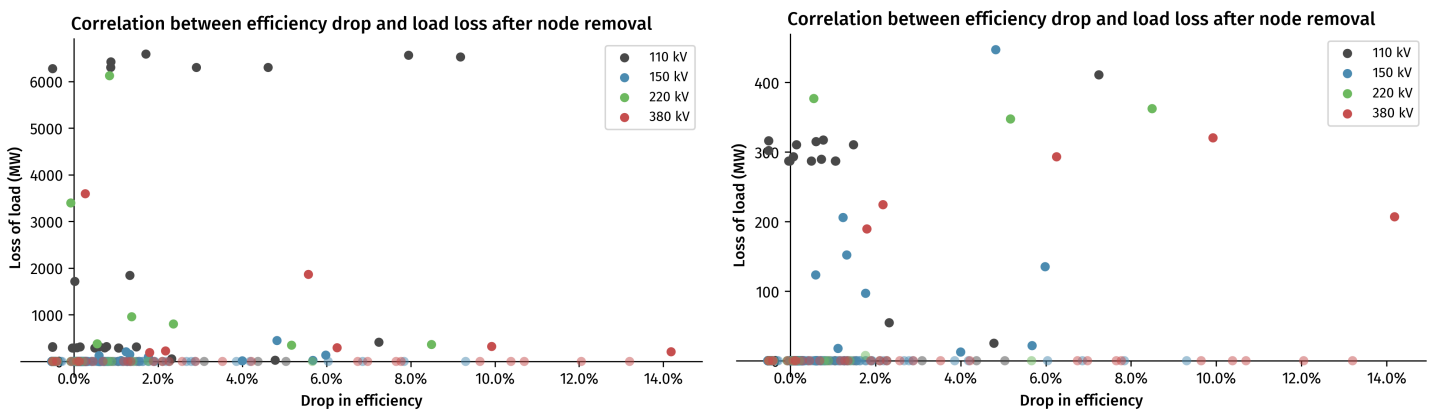 Correlation between efficiency drop and load loss after node removal
110 kV
150 kV
220 kV
380 kV
6000
5000
4000
3000
2000
1000
Loss of load (MW)
0.0%
2.0%
4.0%
6.0%
8.0%
10.0%
12.0%
14.0%
Drop in efficiency
Correlation between efficiency drop and load loss after node removal
110 kV
150 kV
220 kV
380 kV
400
300
200
100
Loss of load (MW)
0.0%
2.0%
4.0%
6.0%
8.0%
10.0%
12.0%
14.0%
Drop in efficiency